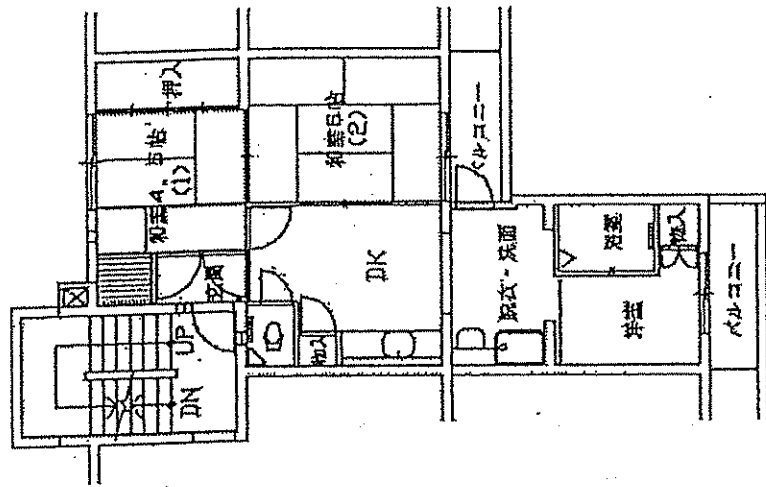 押入
和室4.5帖
(1)
和室6帖
(2)
バルコニー
玄関
DK
脱衣・洗面
浴室
物入
物入
洋室
バルコニー
UP
DN